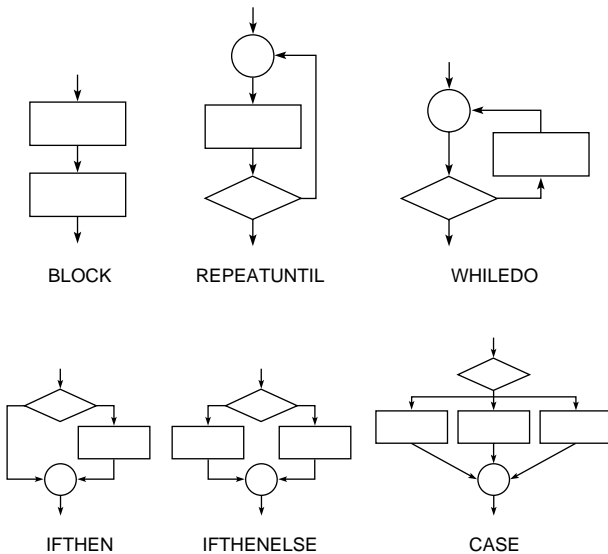 BLOCK
REPEATUNTIL
WHILEDO
IFTHEN
IFTHENELSE
CASE